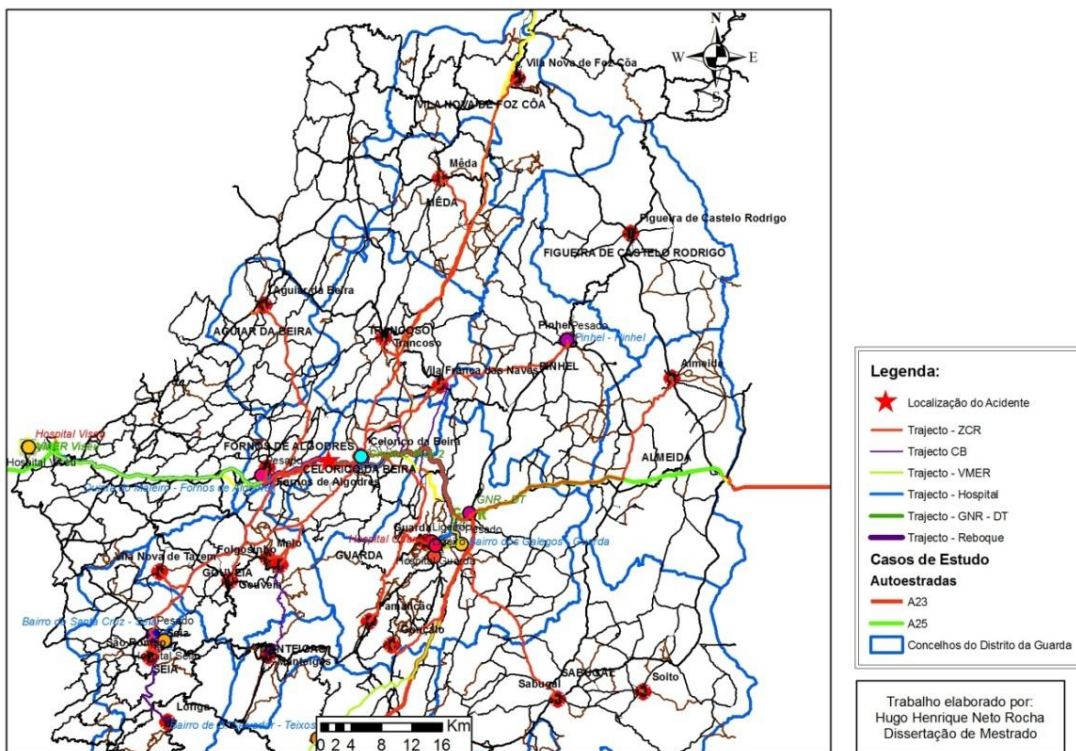 N
W
E
S
Vila Nova de Foz Côa
VILA NOVA DE FOZ CÔA
Mêda
MÊDA
Figueira de Castelo Rodrigo
FIGUEIRA DE CASTELO RODRIGO
Aguiar da Beira
AGUIAR DA BEIRA
TRANCOSO
Trancoso
Pinhel
Pesado
Pinhel - Pinhel
PINHEL
Vila Franca das Naves
Almeida
ALMEIDA
Hospital Viseu
VMER Viseu
Hospital Viseu
FORNOS DE ALGODRES
Pesado
Celorico da Beira
CELORICO DA BEIRA
Fornos de Algodres
GNR - DT
Guarda
Ligeiro
Pesado
Bairro dos Galegos - Guarda
Hospital Guarda
GUARDA
Vila Nova de Tazem
Folgosinho
Melo
GOUVEIA
Gouveia
Bairro de Santa Cruz - Seia
Pesado
Seia
São Romão
Hospital Seia
SEIA
Famalicão
Gonçalo
MANTEIGAS
Manteigas
Loriga
SABUGAL
Sabugal
Soito
Km
0 2 4 8 12 16
Legenda:
Localização do Acidente
Trajecto - ZCR
Trajecto CB
Trajecto - VMER
Trajecto - Hospital
Trajecto - GNR - DT
Trajecto - Reboque
Casos de Estudo
Autoestradas
A23
A25
Concelhos do Distrito da Guarda
Trabalho elaborado por:
Hugo Henrique Neto Rocha
Dissertação de Mestrado